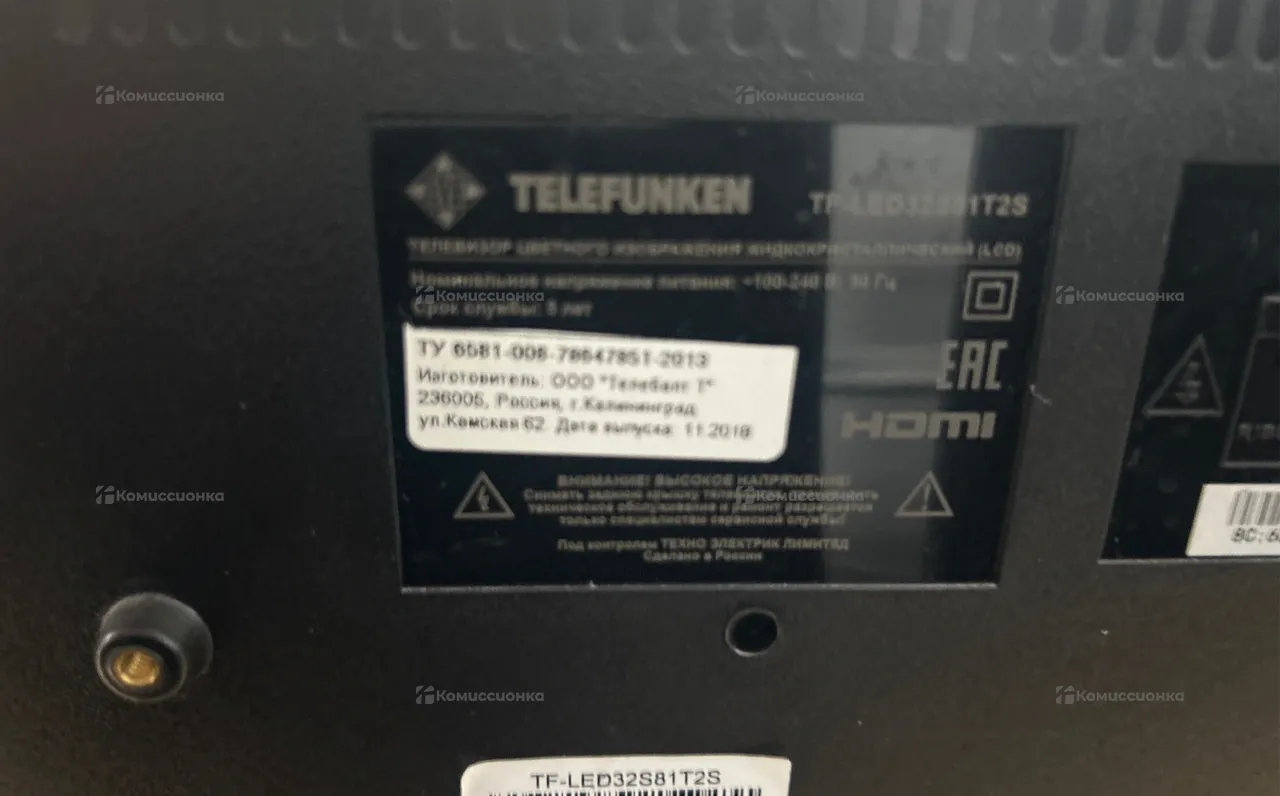 TELEFUNKEN
TF-LED32S81T2S
ТЕЛЕВИЗОР ЦВЕТНОГО ИЗОБРАЖЕНИЯ ЖИДКОКРИСТАЛЛИЧЕСКИЙ (LCD)
Номинальное напряжение питания: ~100-240 В, 50 Гц
Срок службы: 5 лет
ТУ 6581-008-78647851-2013
Изготовитель: ООО "Телебалт Т"
236005, Россия, г.Калининград
ул.Камская 62. Дата выпуска: 11.2018
EAC
HDMI
ВНИМАНИЕ! ВЫСОКОЕ НАПРЯЖЕНИЕ!
Снимать заднюю крышку
техническое обслуживание и ремонт разрешается
только специалистам сервисной службы!
Под контролем ТЕХНО ЭЛЕКТРИК ЛИМИТЕД
Сделано в России
TF-LED32S81T2S
Комиссионка
Комиссионка
Комиссионка
Комиссионка
Комиссионка
Комиссионка
Комиссионка
Комиссионка